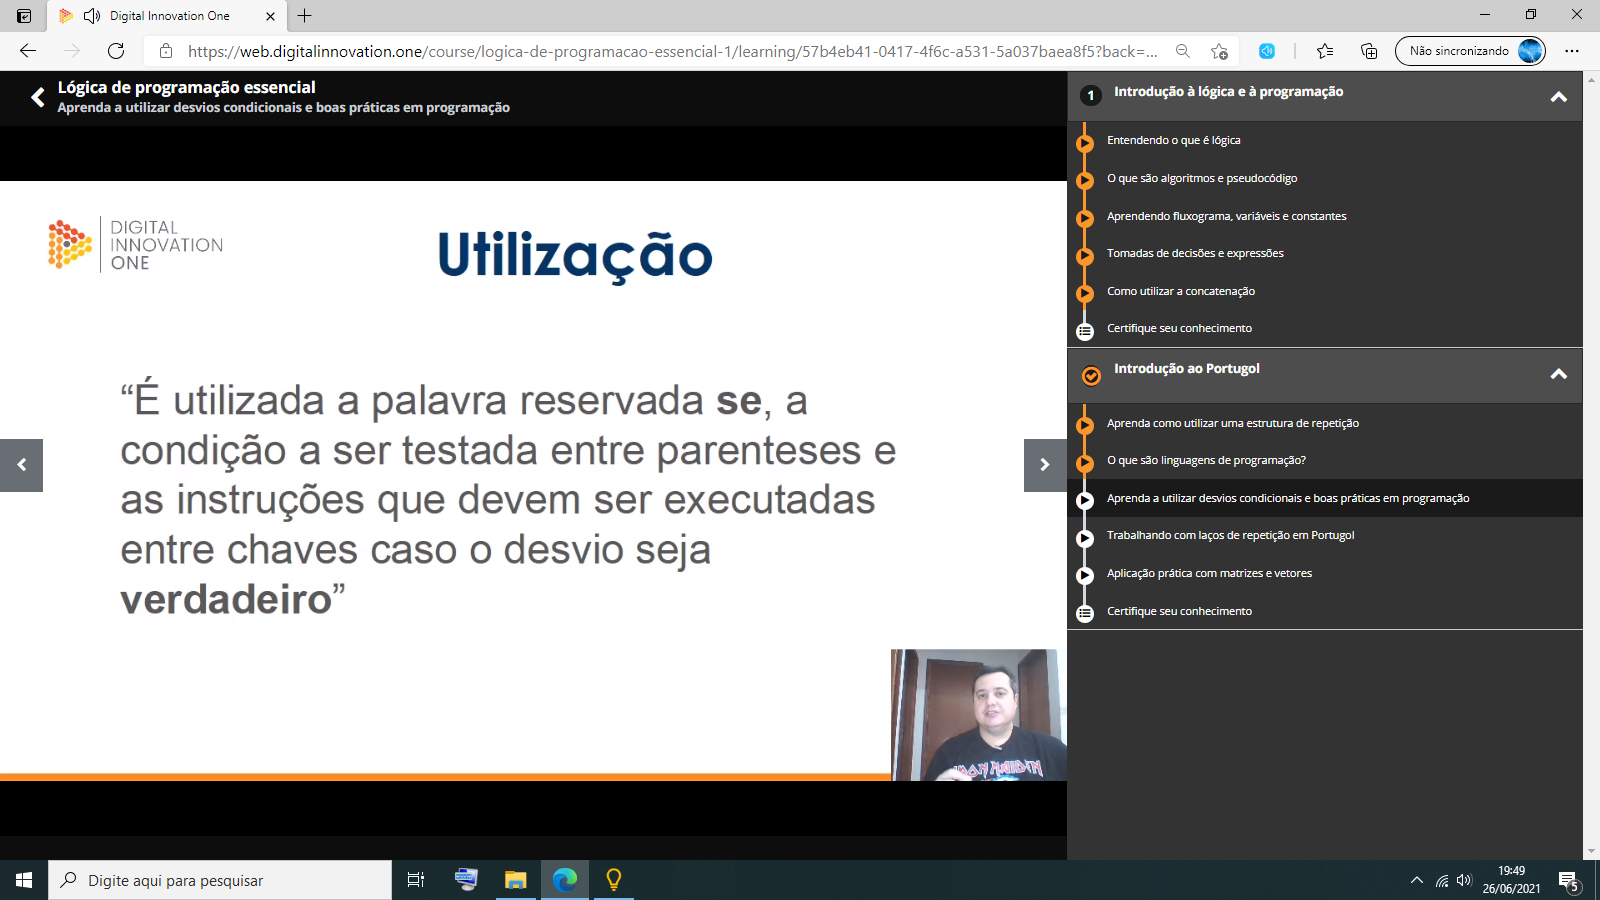 Digital Innovation One
https://web.digitalinnovation.one/course/logica-de-programacao-essencial-1/learning/57b4eb41-0417-4f6c-a531-5a037baea8f5?back=...
Não sincronizando
Lógica de programação essencial
Aprenda a utilizar desvios condicionais e boas práticas em programação
DIGITAL
INNOVATION
ONE
Utilização
“É utilizada a palavra reservada se, a
condição a ser testada entre parenteses e
as instruções que devem ser executadas
entre chaves caso o desvio seja
verdadeiro”
IRON MAIDEN
1 Introdução à lógica e à programação
Entendendo o que é lógica
O que são algoritmos e pseudocódigo
Aprendendo fluxograma, variáveis e constantes
Tomadas de decisões e expressões
Como utilizar a concatenação
Certifique seu conhecimento
Introdução ao Portugol
Aprenda como utilizar uma estrutura de repetição
O que são linguagens de programação?
Aprenda a utilizar desvios condicionais e boas práticas em programação
Trabalhando com laços de repetição em Portugol
Aplicação prática com matrizes e vetores
Certifique seu conhecimento
Digite aqui para pesquisar
19:49
26/06/2021
5